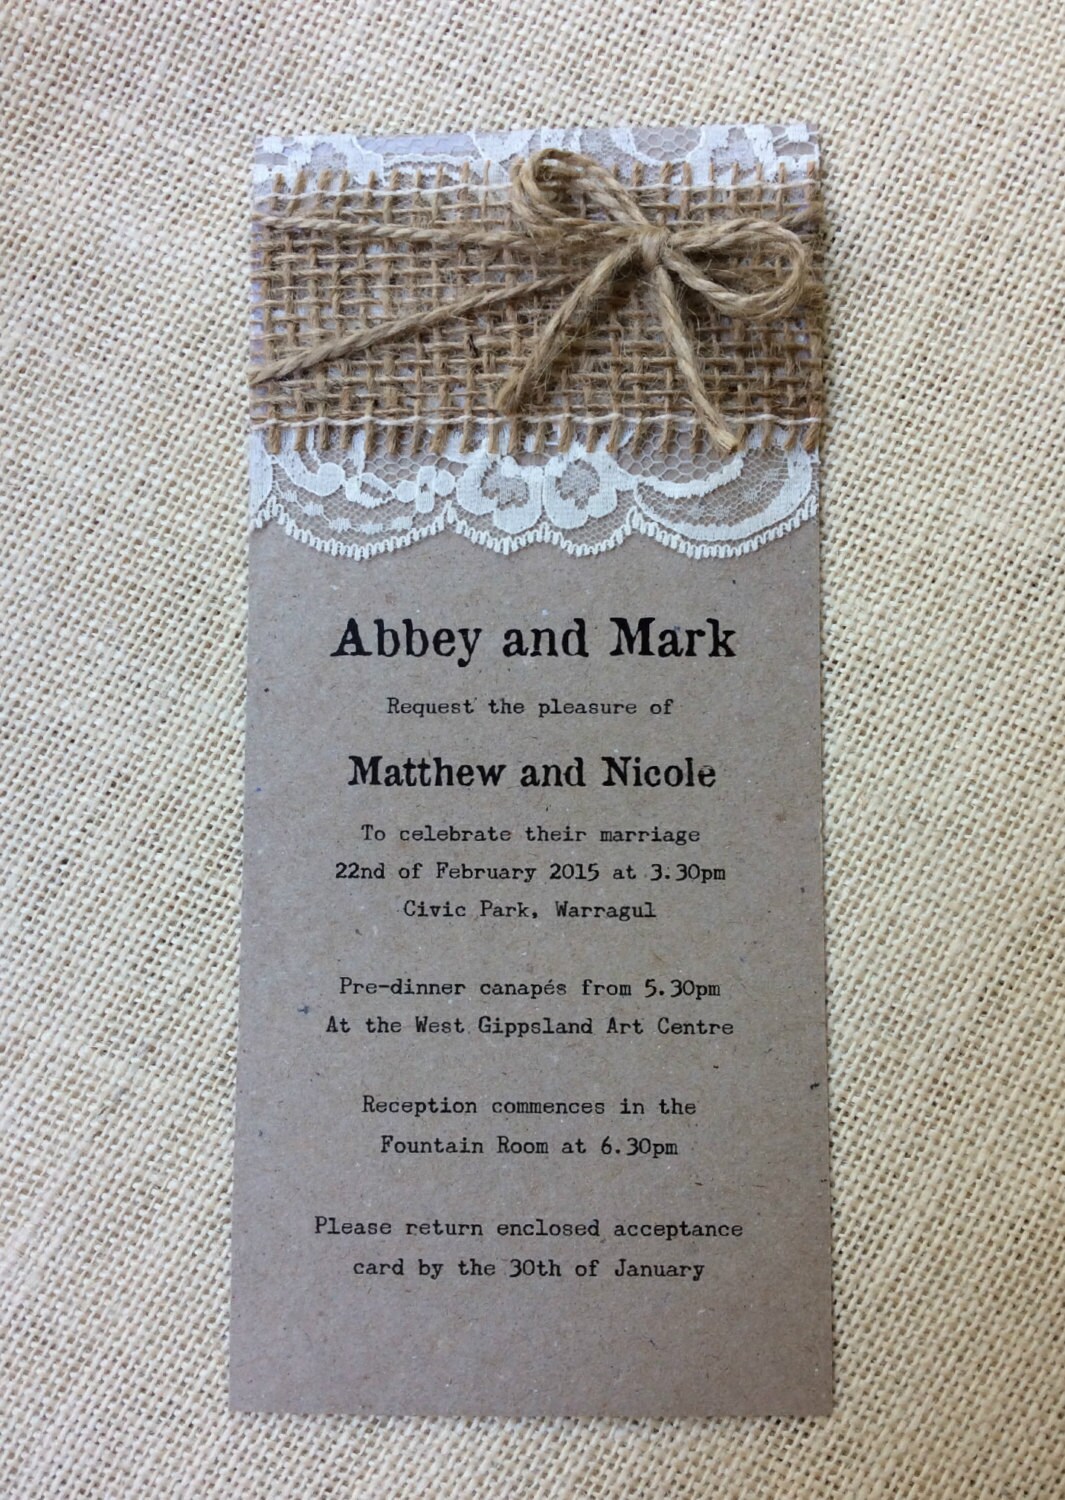 Abbey and Mark
Request the pleasure of
Matthew and Nicole
To celebrate their marriage
22nd of February 2015 at 3.30pm
Civic Park, Warragul
Pre-dinner canapés from 5.30pm
At the West Gippsland Art Centre
Reception commences in the
Fountain Room at 6.30pm
Please return enclosed acceptance
card by the 30th of January